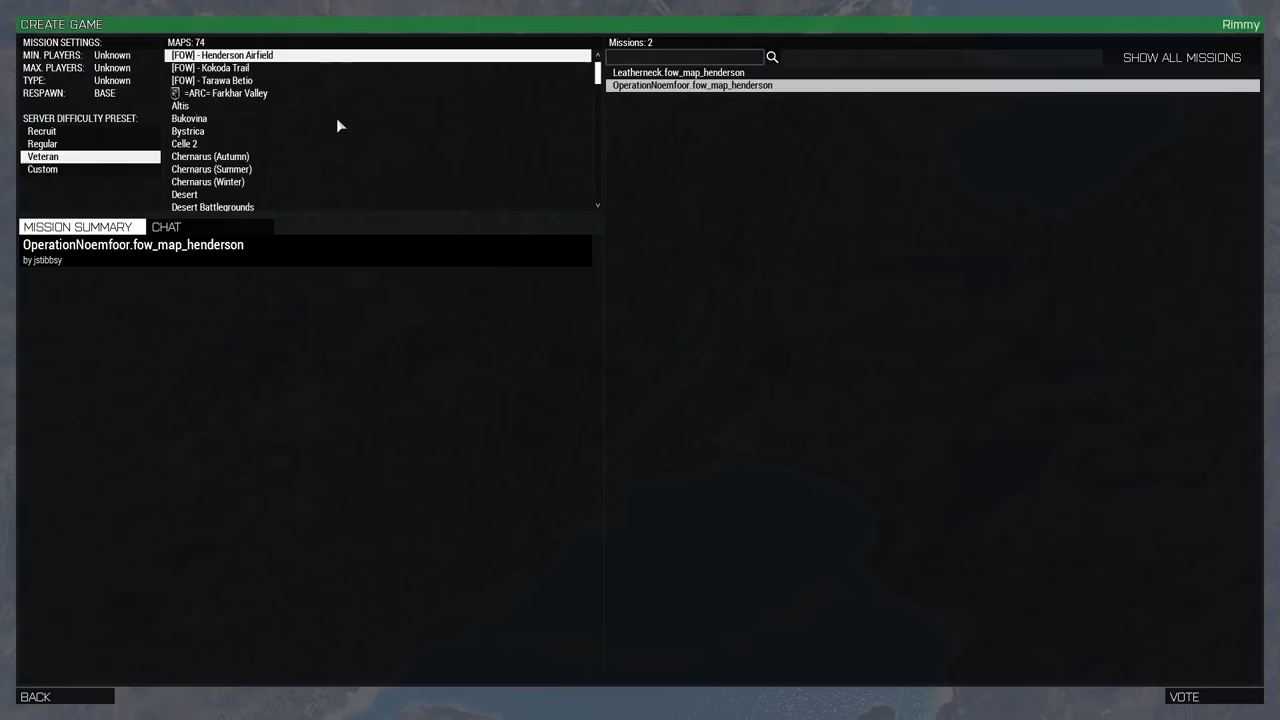 CREATE GAME
Rimmy
MISSION SETTINGS:
MIN. PLAYERS: Unknown
MAX. PLAYERS: Unknown
TYPE: Unknown
RESPAWN: BASE
SERVER DIFFICULTY PRESET:
Recruit
Regular
Veteran
Custom
MAPS: 74
[FOW] - Henderson Airfield
[FOW] - Kokoda Trail
[FOW] - Tarawa Betio
=ARC= Farkhar Valley
Altis
Bukovina
Bystrica
Celle 2
Chernarus (Autumn)
Chernarus (Summer)
Chernarus (Winter)
Desert
Desert Battlegrounds
Missions: 2
SHOW ALL MISSIONS
Leatherneck.fow_map_henderson
OperationNoemfoor.fow_map_henderson
MISSION SUMMARY
CHAT
OperationNoemfoor.fow_map_henderson
by jstibbsy
BACK
VOTE